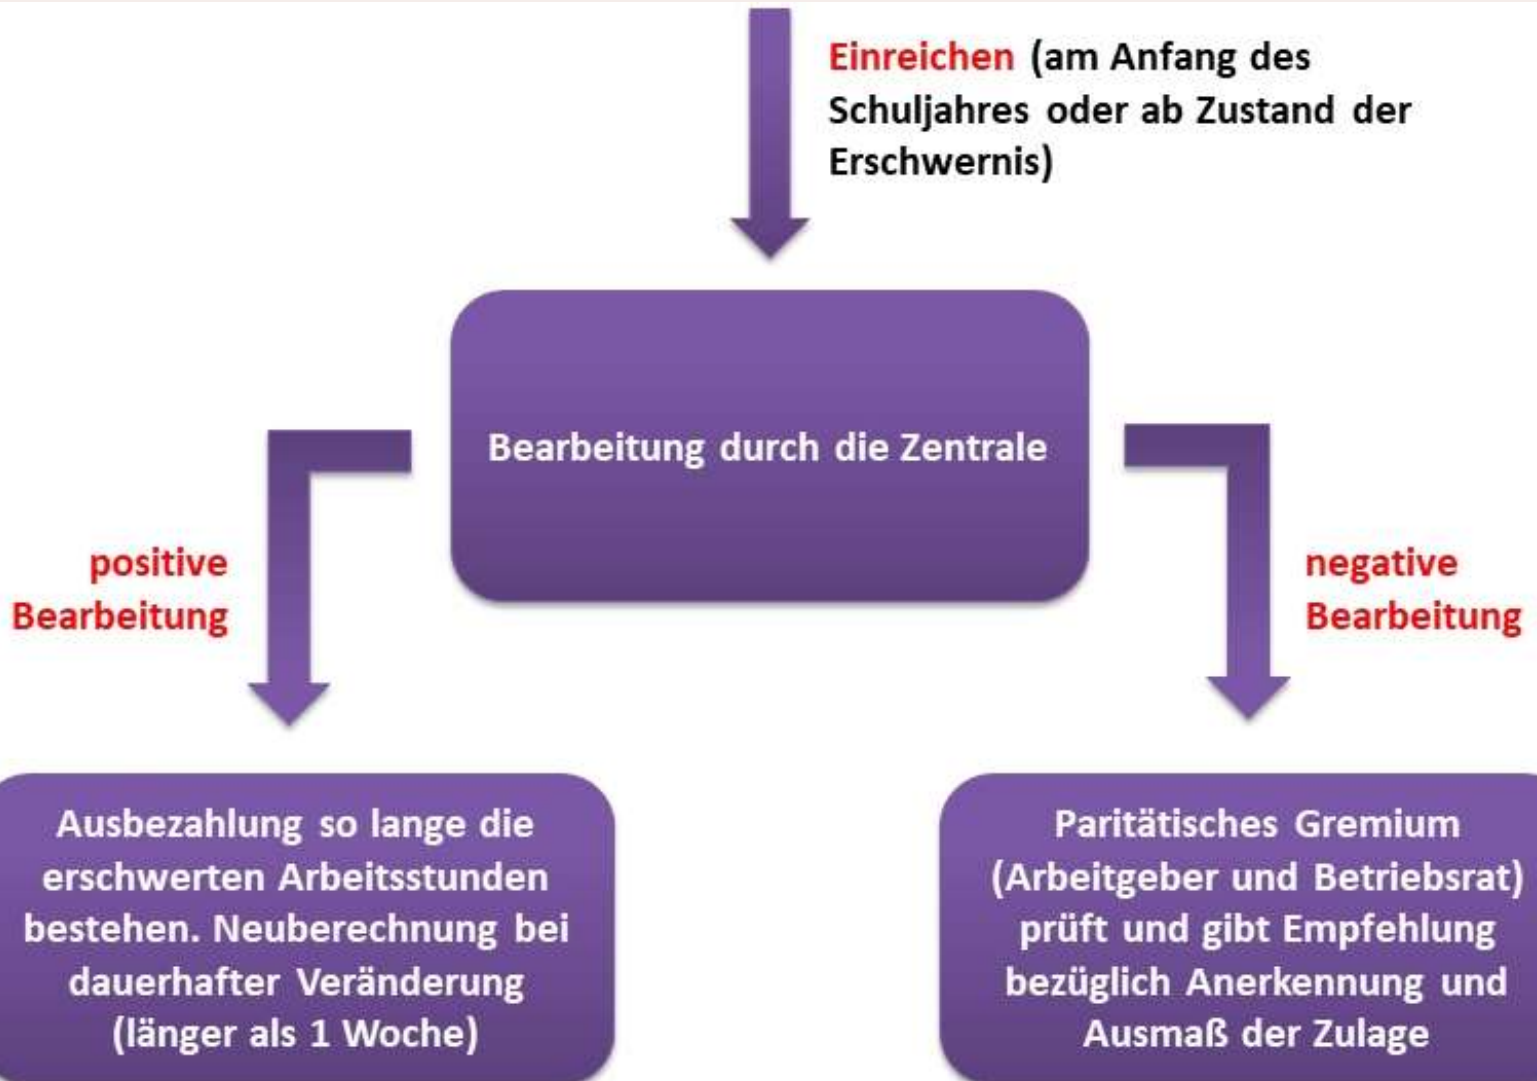 Einreichen (am Anfang des
Schuljahres oder ab Zustand der
Erschwernis)
Bearbeitung durch die Zentrale
positive
Bearbeitung
negative
Bearbeitung
Ausbezahlung so lange die
erschwerten Arbeitsstunden
bestehen. Neuberechnung bei
dauerhafter Veränderung
(länger als 1 Woche)
Paritätisches Gremium
(Arbeitgeber und Betriebsrat)
prüft und gibt Empfehlung
bezüglich Anerkennung und
Ausmaß der Zulage